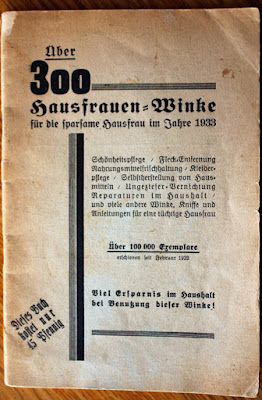 Über
300
Hausfrauen-Winke
für die sparsame Hausfrau im Jahre 1933
Schönheitspflege / Fleck-Entfernung
Nahrungsmittelfrischhaltung / Kleider-
pflege / Selbstherstellung von Haus-
mitteln / Ungeziefer-Vernichtung
Reparaturen im Haushalt /
und viele andere Winke, Kniffe und
Anleitungen für eine tüchtige Hausfrau
Über 100 000 Exemplare
erschienen seit Februar
Viel Ersparnis im Haushalt
bei Benutzung dieser Winke!
Dieses Buch
kostet nur
Pfennig